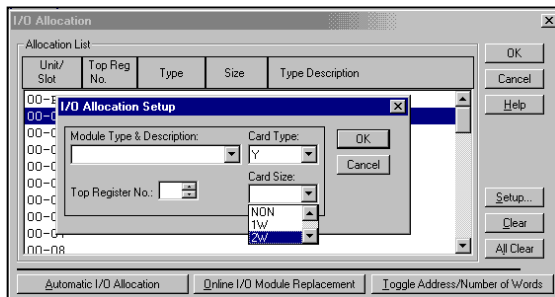 I/O Allocation
Allocation List
Unit/ Slot Top Reg No. Type Size Type Description
OK
Cancel
Help
I/O Allocation Setup
Module Type & Description:
Card Type:
Y
OK
Cancel
Top Register No.:
Card Size:
NON
1W
2W
00-08
Setup...
Clear
All Clear
Automatic I/O Allocation
Online I/O Module Replacement
Toggle Address/Number of Words